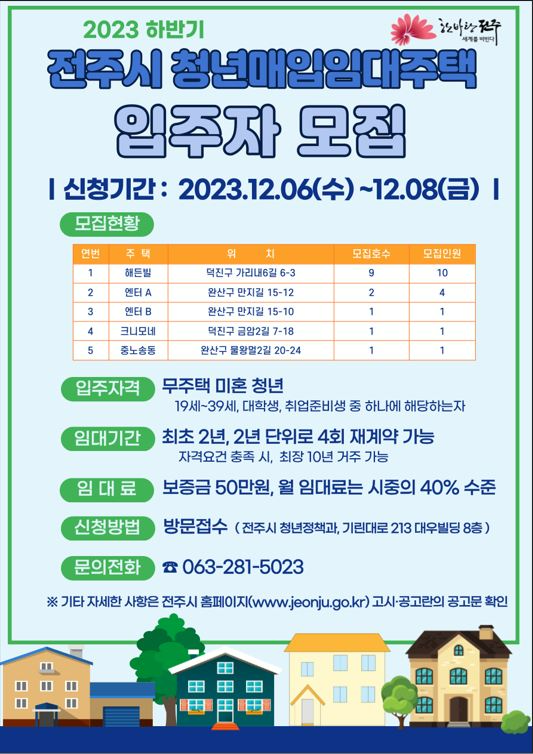 2023 하반기
한바탕 전주
세계를 비빈다
전주시 청년매입임대주택
입주자 모집
| 신청기간 : 2023.12.06(수) ~12.08(금) |
모집현황
연번 주 택 위 치 모집호수 모집인원
1 해든빌 덕진구 가리내6길 6-3 9 10
2 엔터 A 완산구 만지길 15-12 2 4
3 엔터 B 완산구 만지길 15-10 1 1
4 크니모네 덕진구 금암2길 7-18 1 1
5 중노송동 완산구 물왕멀2길 20-24 1 1
입주자격 무주택 미혼 청년
19세~39세, 대학생, 취업준비생 중 하나에 해당하는자
임대기간 최초 2년, 2년 단위로 4회 재계약 가능
자격요건 충족 시, 최장 10년 거주 가능
임 대 료 보증금 50만원, 월 임대료는 시중의 40% 수준
신청방법 방문접수 ( 전주시 청년정책과, 기린대로 213 대우빌딩 8층 )
문의전화 ☎ 063-281-5023
※ 기타 자세한 사항은 전주시 홈페이지(www.jeonju.go.kr) 고시·공고란의 공고문 확인